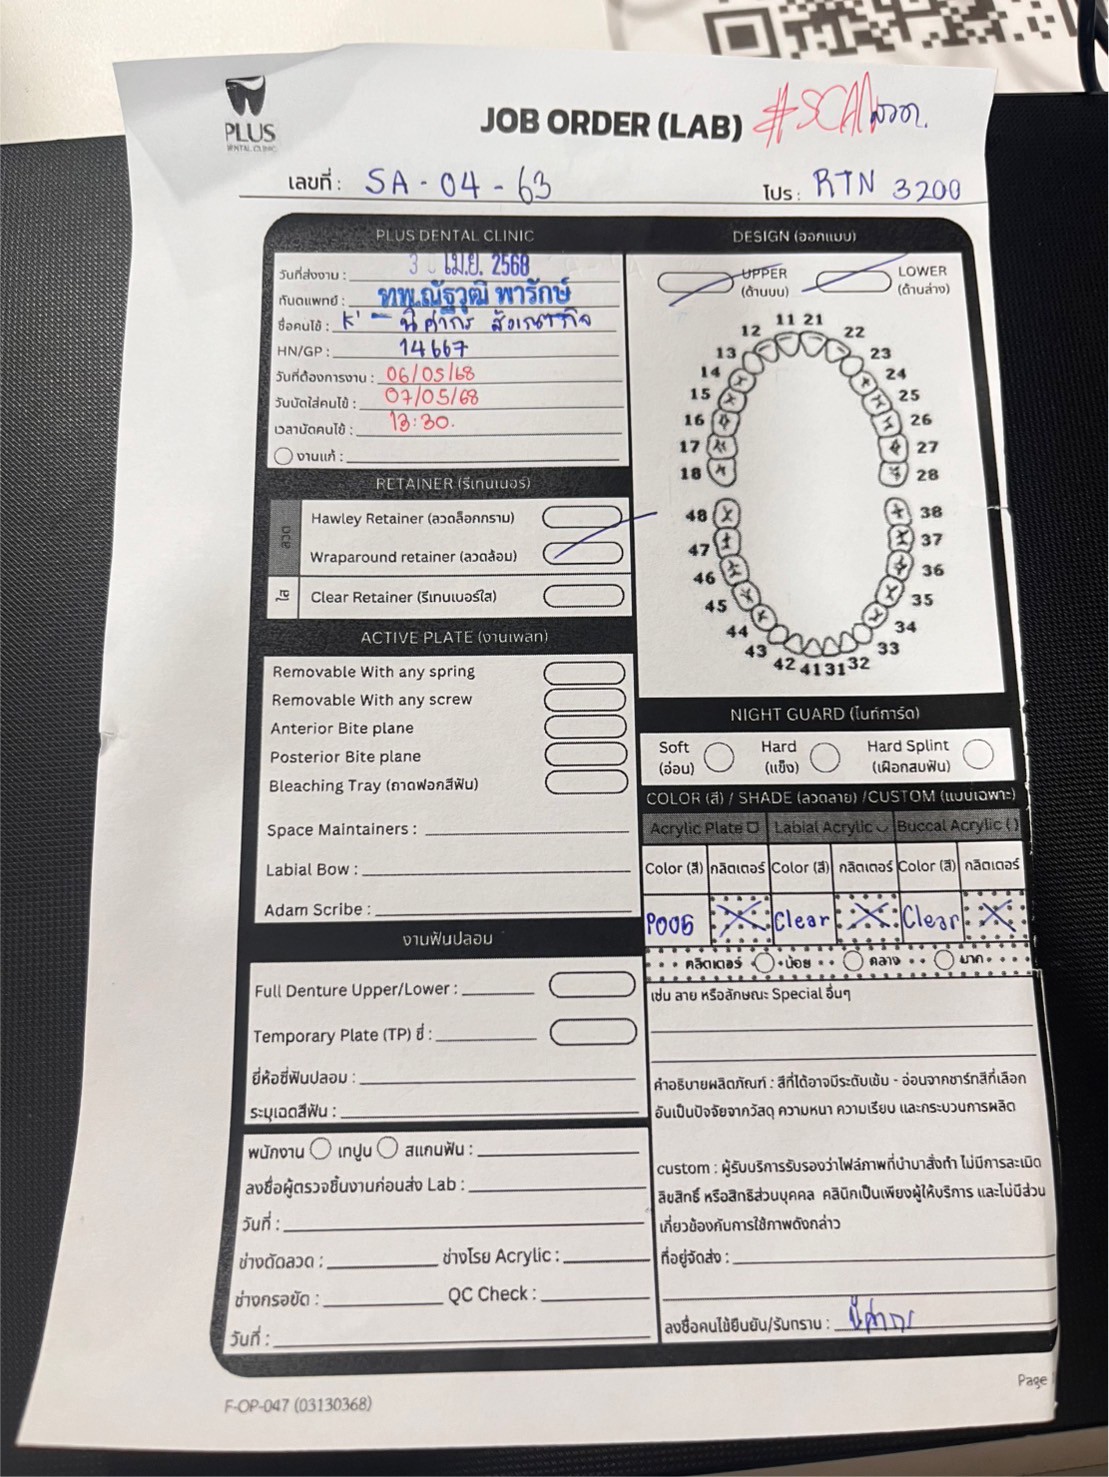 PLUS
DENTAL CLINIC
JOB ORDER (LAB) #SCAN
เลขที่ : SA - 04 - 63
โปร : RTN 3200
PLUS DENTAL CLINIC
วันที่ส่งงาน : 3 เม.ย. 2568
ทันตแพทย์ : ทพ.ณัฐวุฒิ พารักษ์
ชื่อคนไข้ : K' นิศากร
HN/GP : 14667
วันที่ต้องการงาน : 06/05/68
วันนัดใส่คนไข้ : 07/05/68
เวลานัดคนไข้ : 13:30.
งานแก้ :
DESIGN (ออกแบบ)
UPPER (ด้านบน)
LOWER (ด้านล่าง)
11 21
12 22
13 23
14 24
15 25
16 26
17 27
18 28
48 38
47 37
46 36
45 35
44 34
43 33
42 41 31 32
RETAINER (รีเทนเนอร์)
ลวด
Hawley Retainer (ลวดล็อกกราม)
Wraparound retainer (ลวดล้อม)
ใส
Clear Retainer (รีเทนเนอร์ใส)
ACTIVE PLATE (งานเพลท)
Removable With any spring
Removable With any screw
Anterior Bite plane
Posterior Bite plane
Bleaching Tray (ถาดฟอกสีฟัน)
Space Maintainers :
Labial Bow :
Adam Scribe :
NIGHT GUARD (ไนท์การ์ด)
Soft (อ่อน)
Hard (แข็ง)
Hard Splint (เฝือกสบฟัน)
COLOR (สี) / SHADE (ลวดลาย) /CUSTOM (แบบเฉพาะ)
Acrylic Plate Labial Acrylic Buccal Acrylic ( )
Color (สี) กลิตเตอร์ Color (สี) กลิตเตอร์ Color (สี) กลิตเตอร์
P005 Clear Clear
กลิตเตอร์ น้อย กลาง มาก
เช่น ลาย หรือลักษณะ Special อื่นๆ
งานฟันปลอม
Full Denture Upper/Lower :
Temporary Plate (TP) ซี่ :
ยี่ห้อซี่ฟันปลอม :
ระบุเฉดสีฟัน :
คำอธิบายผลิตภัณฑ์ : สีที่ได้อาจมีระดับเข้ม - อ่อนจากชาร์ทสีที่เลือก
อันเป็นปัจจัยจากวัสดุ ความหนา ความเรียบ และกระบวนการผลิต
พนักงาน เทปูน สแกนฟัน :
ลงชื่อผู้ตรวจชิ้นงานก่อนส่ง Lab :
วันที่ :
ช่างดัดลวด : ช่างโรย Acrylic :
ช่างกรอขัด : QC Check :
วันที่ :
custom : ผู้รับบริการรับรองว่าไฟล์ภาพที่นำมาสั่งทำ ไม่มีการละเมิด
ลิขสิทธิ์ หรือสิทธิส่วนบุคคล คลินิกเป็นเพียงผู้ให้บริการ และไม่มีส่วน
เกี่ยวข้องกับการใช้ภาพดังกล่าว
ที่อยู่จัดส่ง :
ลงชื่อคนไข้ยืนยัน/รับทราบ : นิศากร
F-OP-047 (03130368)
Page